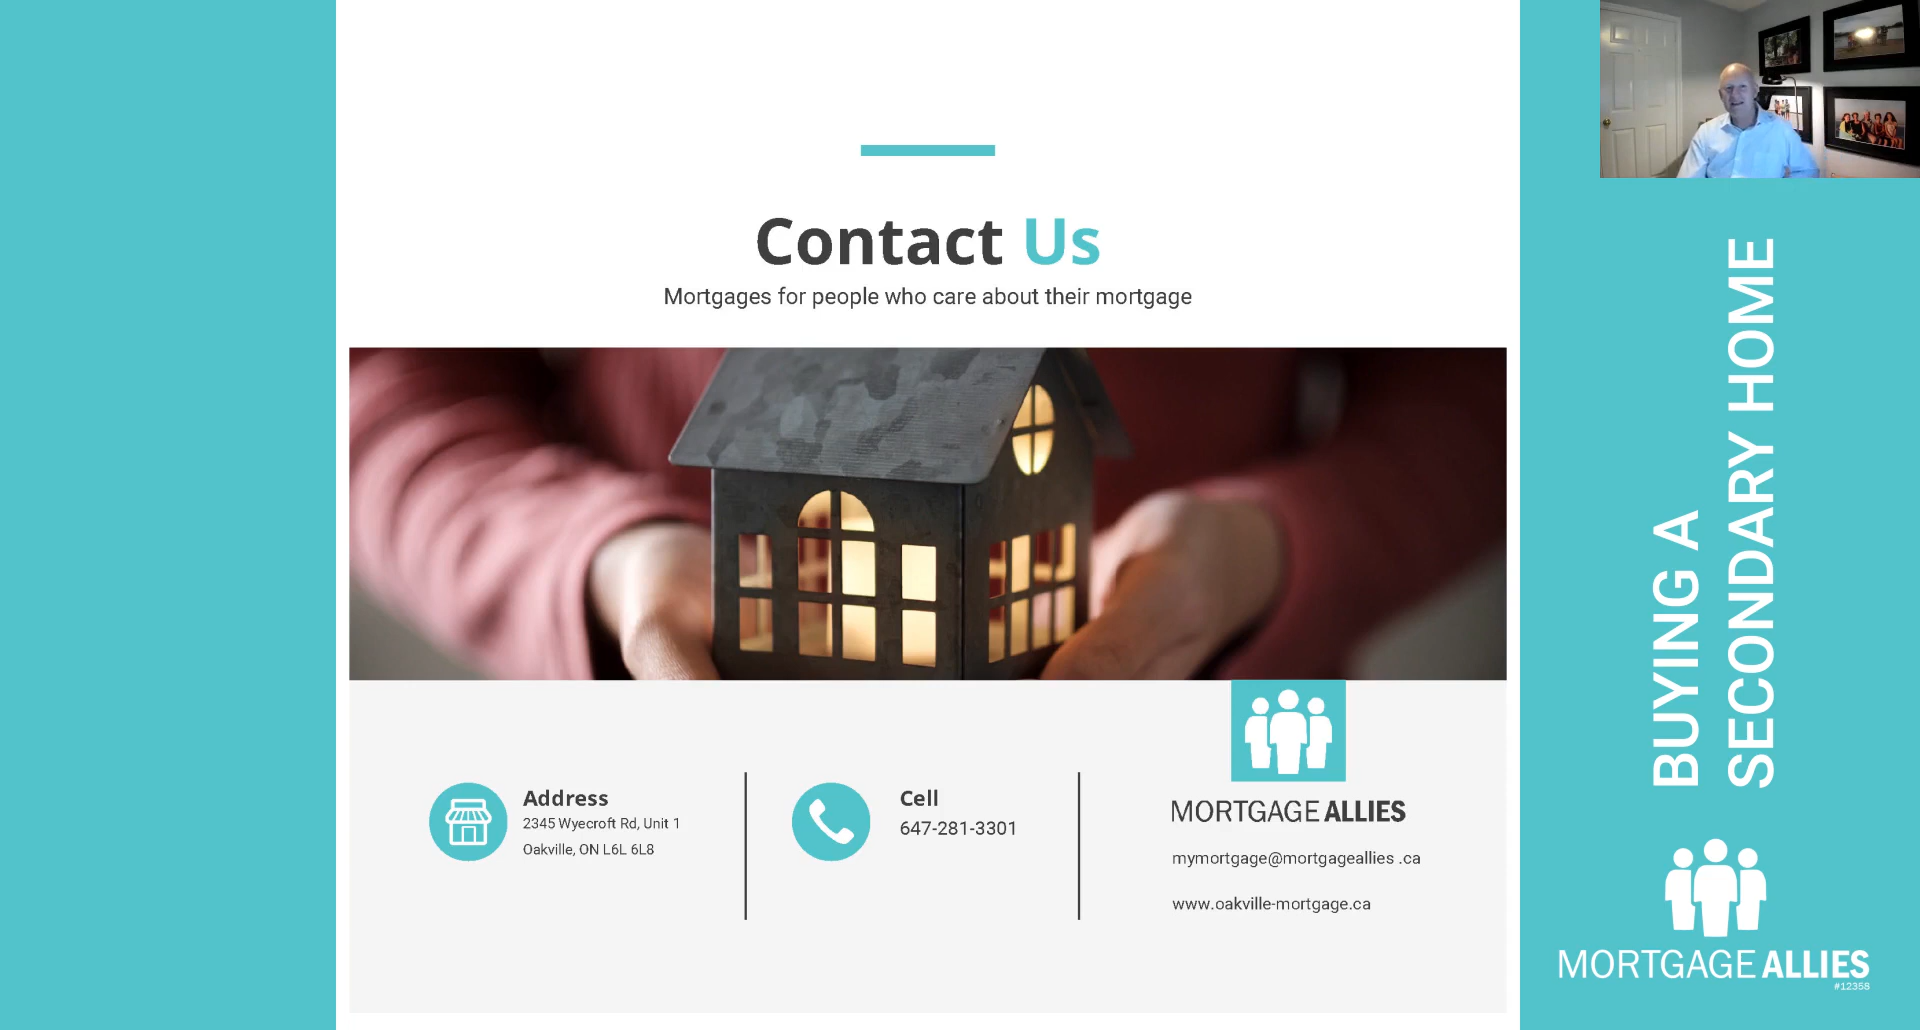 Contact Us
Mortgages for people who care about their mortgage
Address
2345 Wyecroft Rd, Unit 1
Oakville, ON L6L 6L8
Cell
647-281-3301
MORTGAGE ALLIES
mymortgage@mortgageallies .ca
www.oakville-mortgage.ca
BUYING A
SECONDARY HOME
MORTGAGE ALLIES
#12358